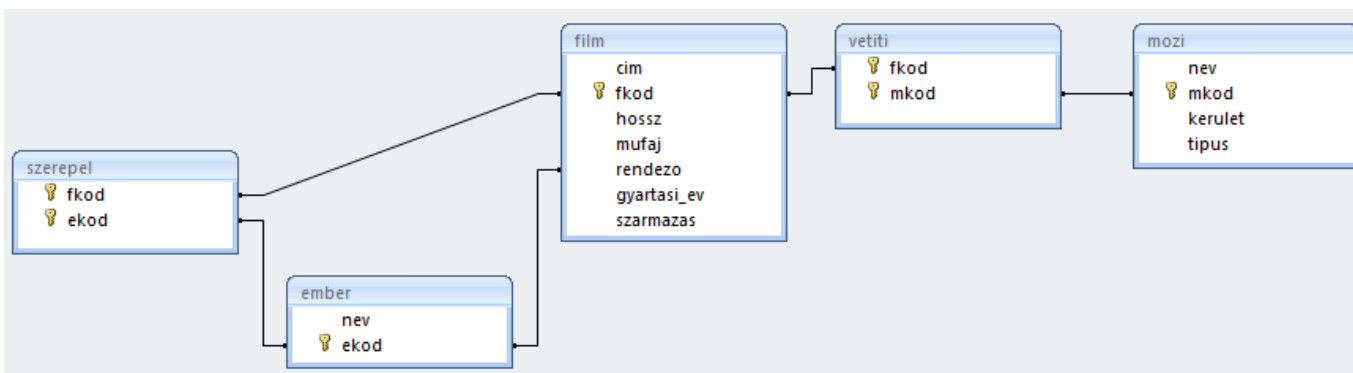 film
cim
fkod
hossz
mufaj
rendezo
gyartasi_ev
szarmazas
vetiti
fkod
mkod
mozi
nev
mkod
kerulet
tipus
szerepel
fkod
ekod
ember
nev
ekod